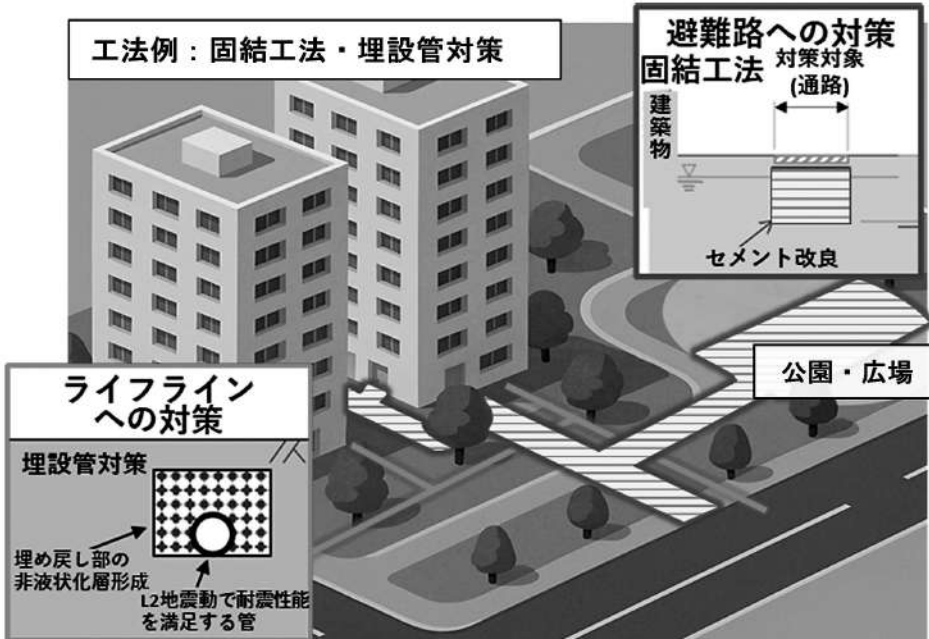 工法例：固結工法・埋設管対策
避難路への対策
固結工法
対策対象
(通路)
建築物
セメント改良
公園・広場
ライフライン
への対策
埋設管対策
埋め戻し部の
非液状化層形成
L2地震動で耐震性能
を満足する管